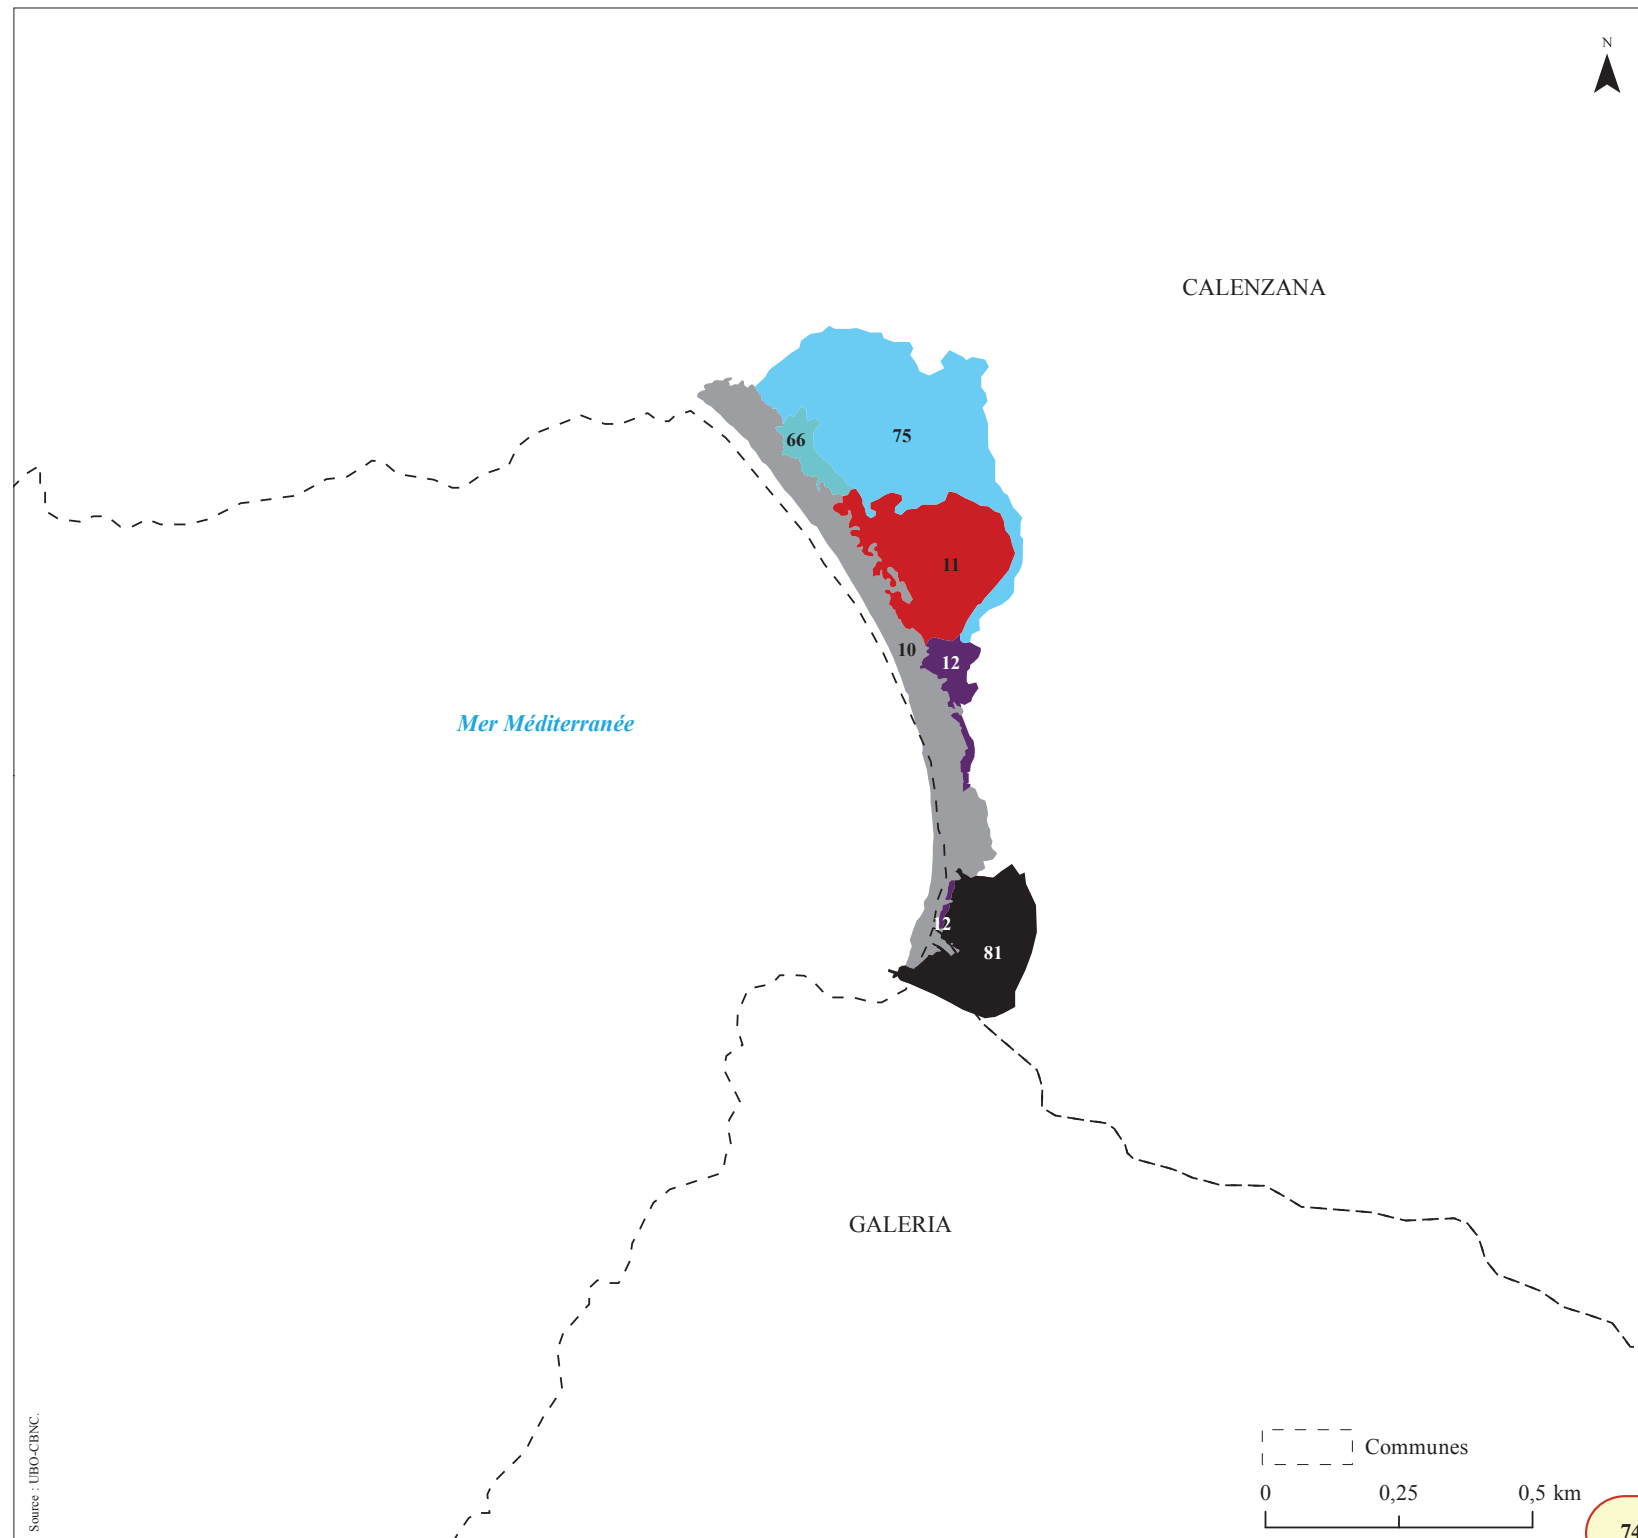 N
CALENZANA
75
66
11
10
12
Mer Méditerranée
12
81
GALERIA
Communes
0 0,25 0,5 km
Source : UBO-CBNC.
74